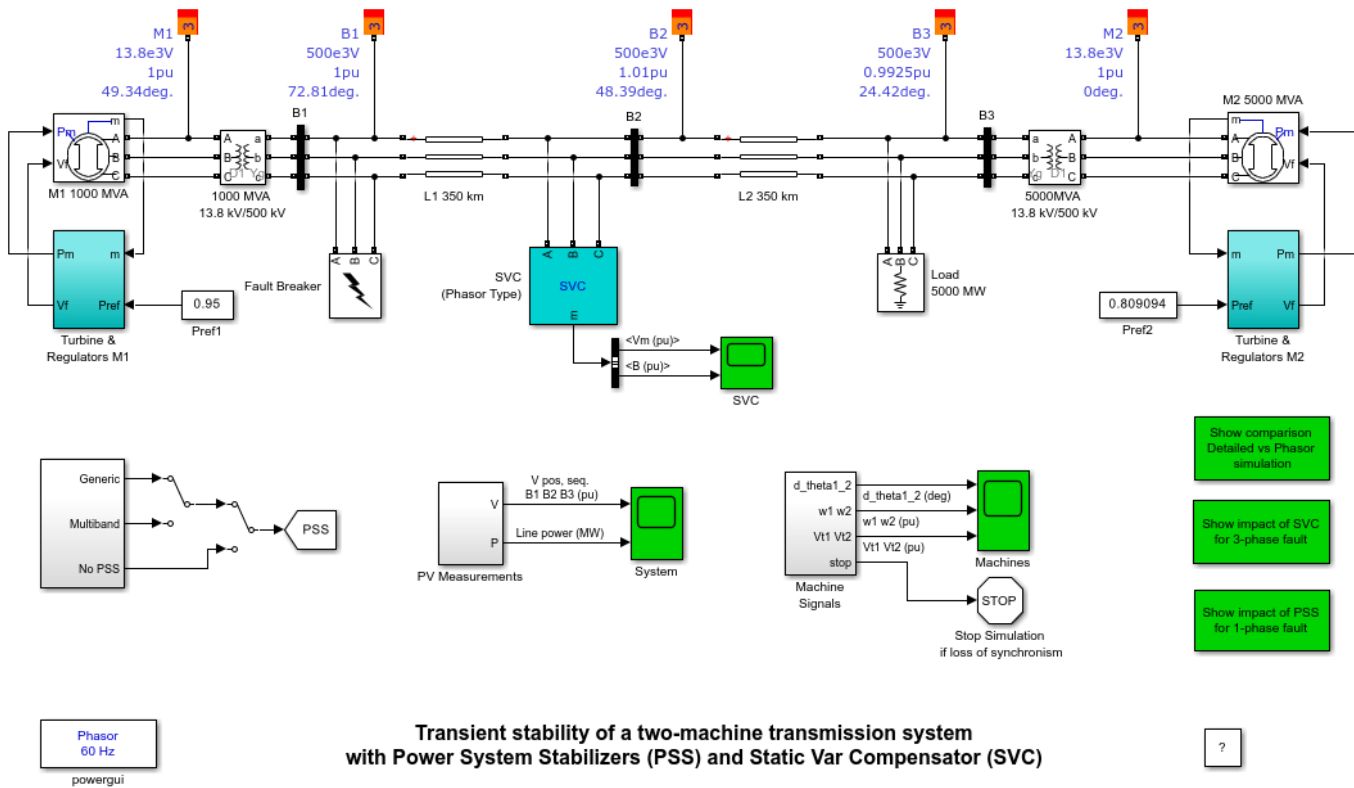 M1
13.8e3V
1pu
49.34deg.
3
B1
500e3V
1pu
72.81deg.
3
B2
500e3V
1.01pu
48.39deg.
3
B3
500e3V
0.9925pu
24.42deg.
3
M2
13.8e3V
1pu
0deg.
3
Pm
m
A
B
C
Vf
M1 1000 MVA
A
B
C
a
b
c
D1 Yg
1000 MVA
13.8 kV/500 kV
B1
L1 350 km
B2
L2 350 km
B3
a
b
c
A
B
C
Yg D1
5000MVA
13.8 kV/500 kV
M2 5000 MVA
m
Pm
A
B
C
Vf
Pm
m
Vf
Pref
Turbine &
Regulators M1
0.95
Pref1
A
B
C
Fault Breaker
A
B
C
SVC
m
SVC
(Phasor Type)
<Vm (pu)>
<B (pu)>
SVC
A
B
C
Load
5000 MW
0.809094
Pref2
m
Pm
Pref
Vf
Turbine &
Regulators M2
Generic
Multiband
No PSS
PSS
V
P
PV Measurements
V pos, seq.
B1 B2 B3 (pu)
Line power (MW)
System
d_theta1_2
w1 w2
Vt1 Vt2
stop
Machine
Signals
d_theta1_2 (deg)
w1 w2 (pu)
Vt1 Vt2 (pu)
Machines
STOP
Stop Simulation
if loss of synchronism
Show comparison
Detailed vs Phasor
simulation
Show impact of SVC
for 3-phase fault
Show impact of PSS
for 1-phase fault
Phasor
60 Hz
powergui
Transient stability of a two-machine transmission system
with Power System Stabilizers (PSS) and Static Var Compensator (SVC)
?